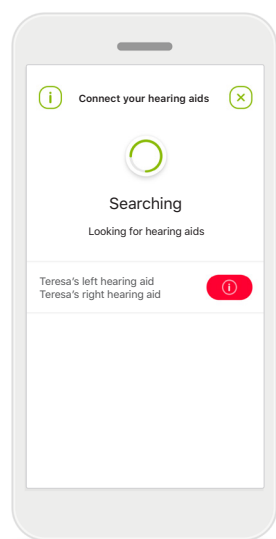 Connect your hearing aids
Searching
Looking for hearing aids
Teresa’s left hearing aid
Teresa’s right hearing aid